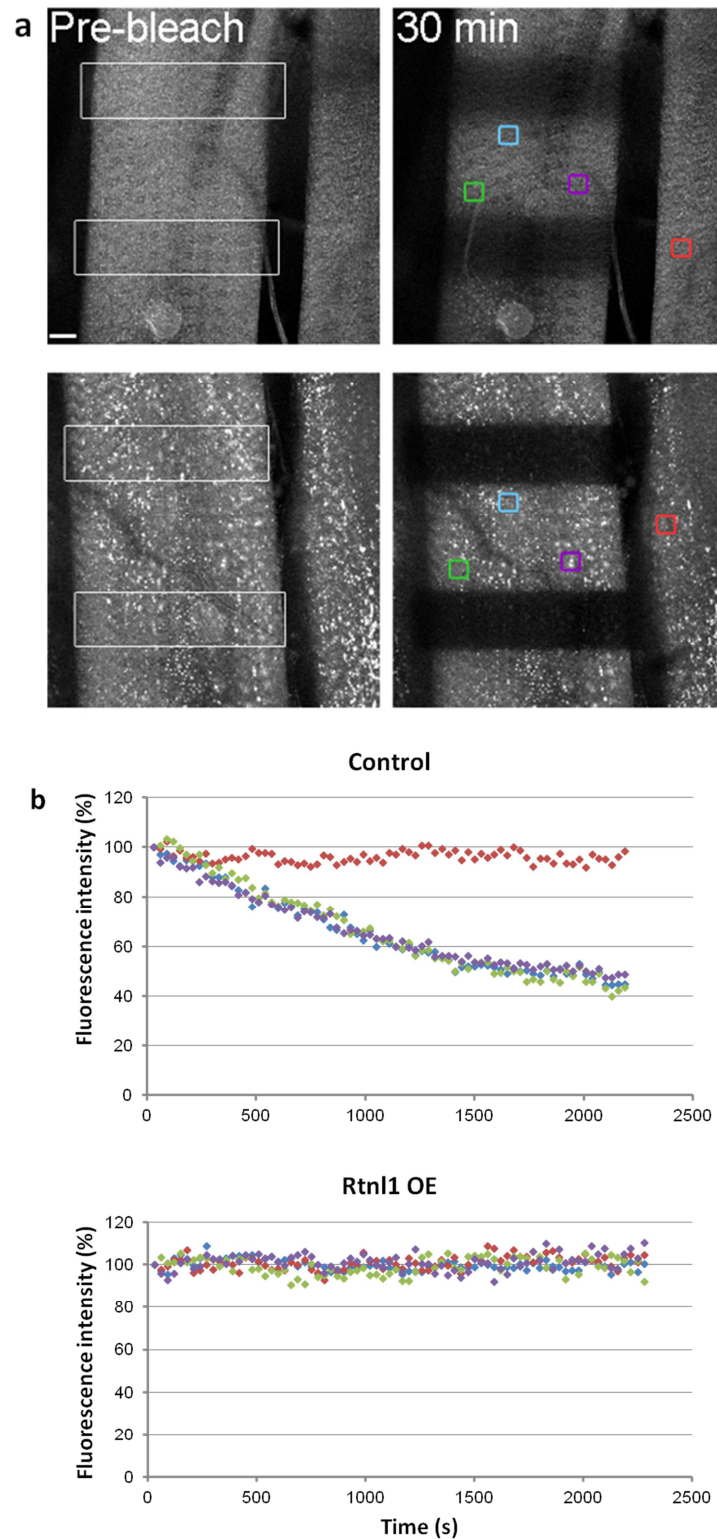 a
Pre-bleach
30 min
b
Control
Fluorescence intensity (%)
120
100
80
60
40
20
0
0 500 1000 1500 2000 2500
Rtnl1 OE
Fluorescence intensity (%)
120
100
80
60
40
20
0
0 500 1000 1500 2000 2500
Time (s)